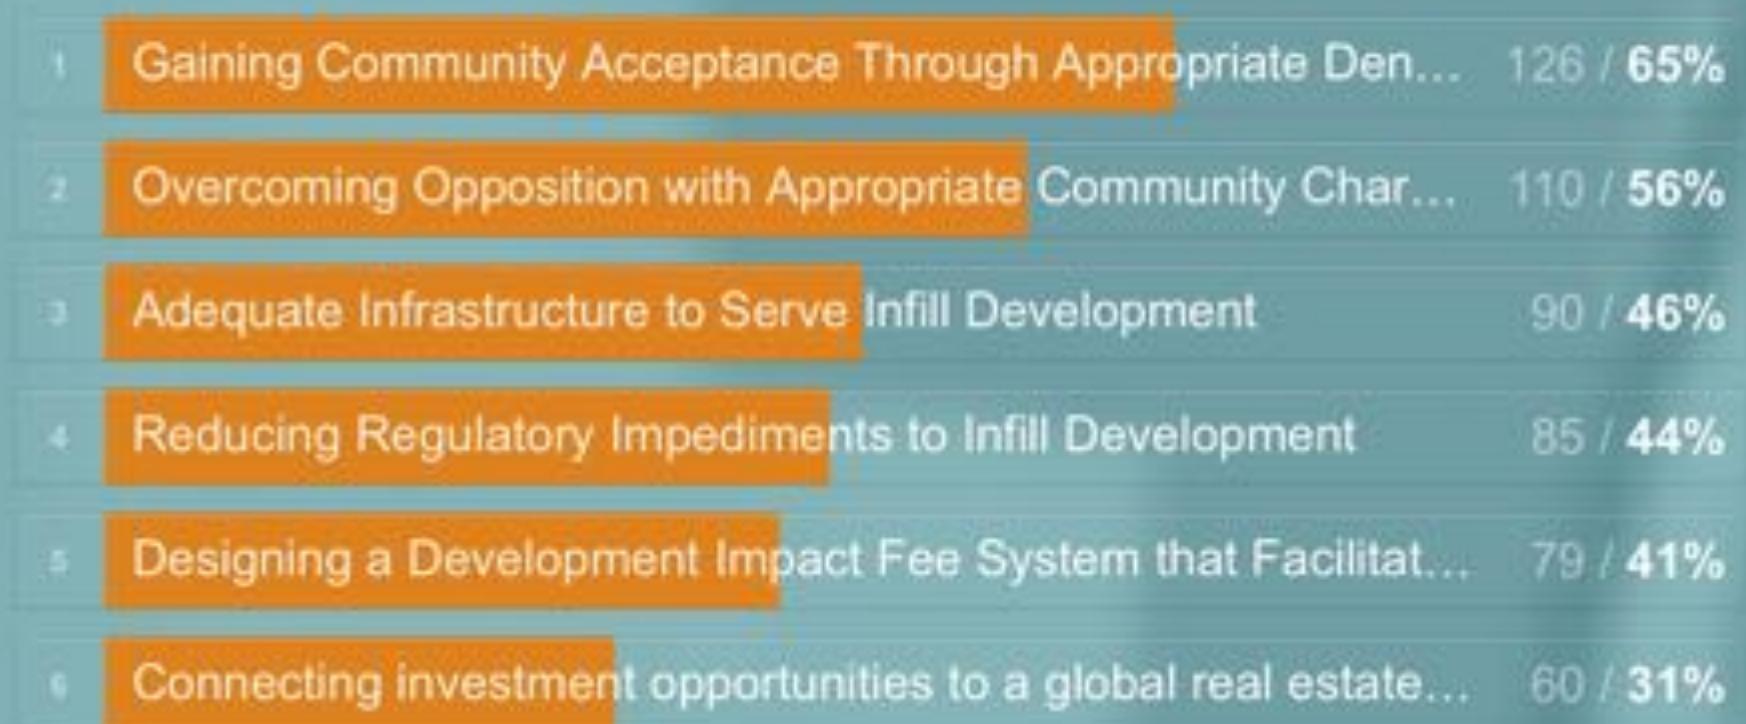 1 Gaining Community Acceptance Through Appropriate Den... 126 / 65%
2 Overcoming Opposition with Appropriate Community Char... 110 / 56%
3 Adequate Infrastructure to Serve Infill Development 90 / 46%
4 Reducing Regulatory Impediments to Infill Development 85 / 44%
5 Designing a Development Impact Fee System that Facilitat... 79 / 41%
6 Connecting investment opportunities to a global real estate... 60 / 31%